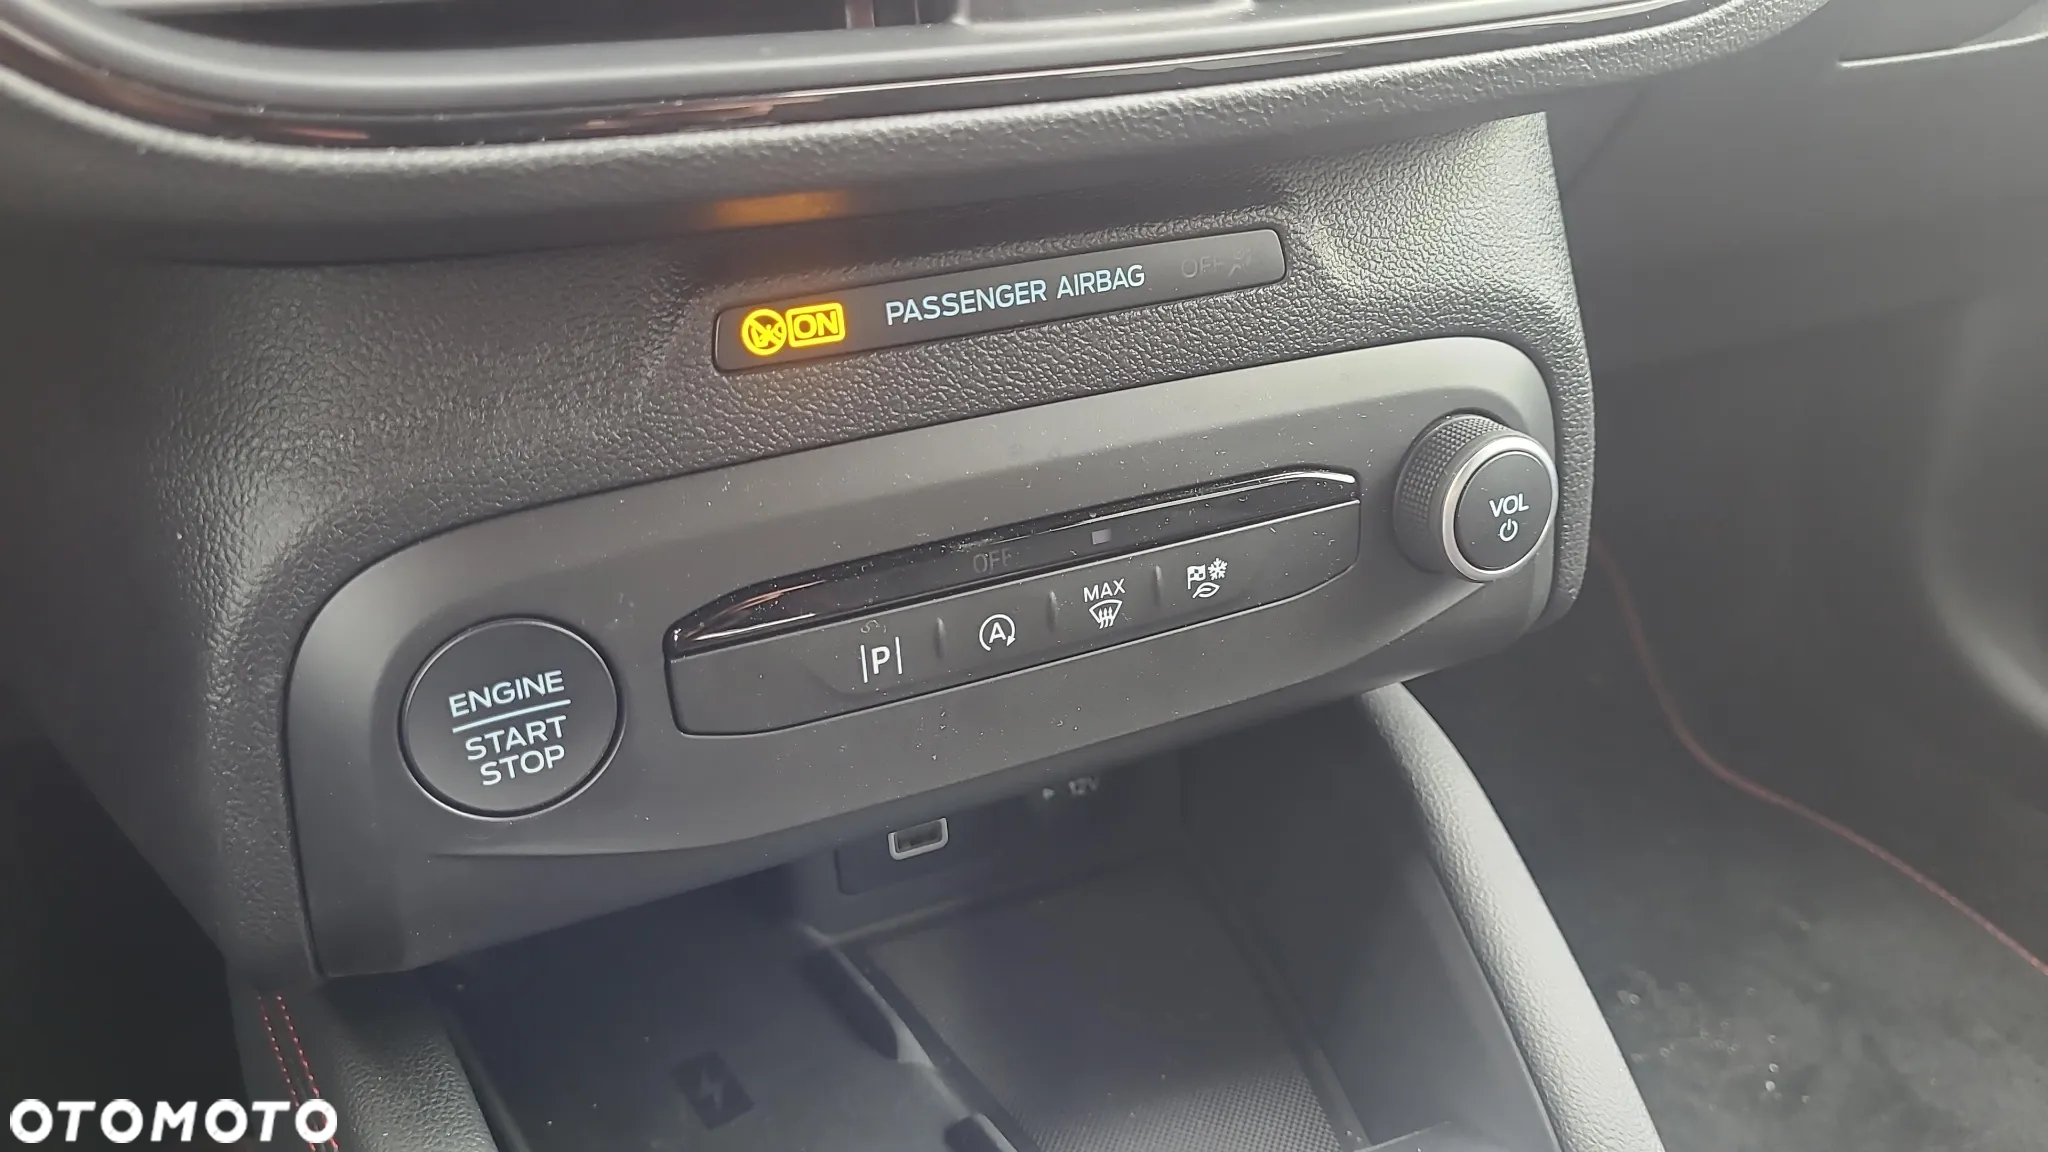 ON PASSENGER AIRBAG OFF
VOL
OFF
MAX
A
P
ENGINE
START
STOP
12V
OTOMOTO